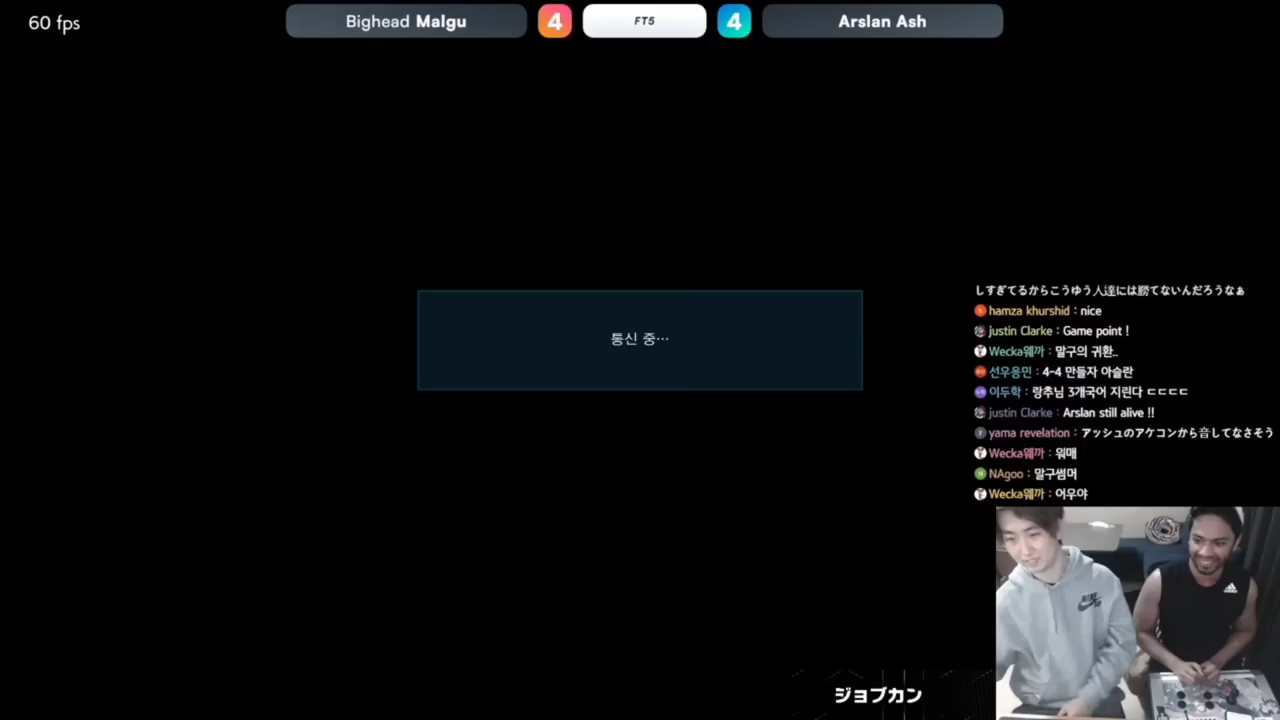 60 fps
Bighead Malgu 4 FT5 4 Arslan Ash
통신 중…
しすぎてるからこうゆう人達には勝てないんだろうなぁ
hamza khurshid : nice
justin Clarke : Game point !
Wecka웨까 : 말구의 귀환..
선우용민 : 4-4 만들자 아슬란
이두학 : 랑추님 3개국어 지린다 ㄷㄷㄷㄷ
justin Clarke : Arslan still alive !!
yama revelation : アッシュのアケコンから音してなさそう
Wecka웨까 : 워매
NAgoo : 말구썸머
Wecka웨까 : 어우야
NIKE
ジョブカン